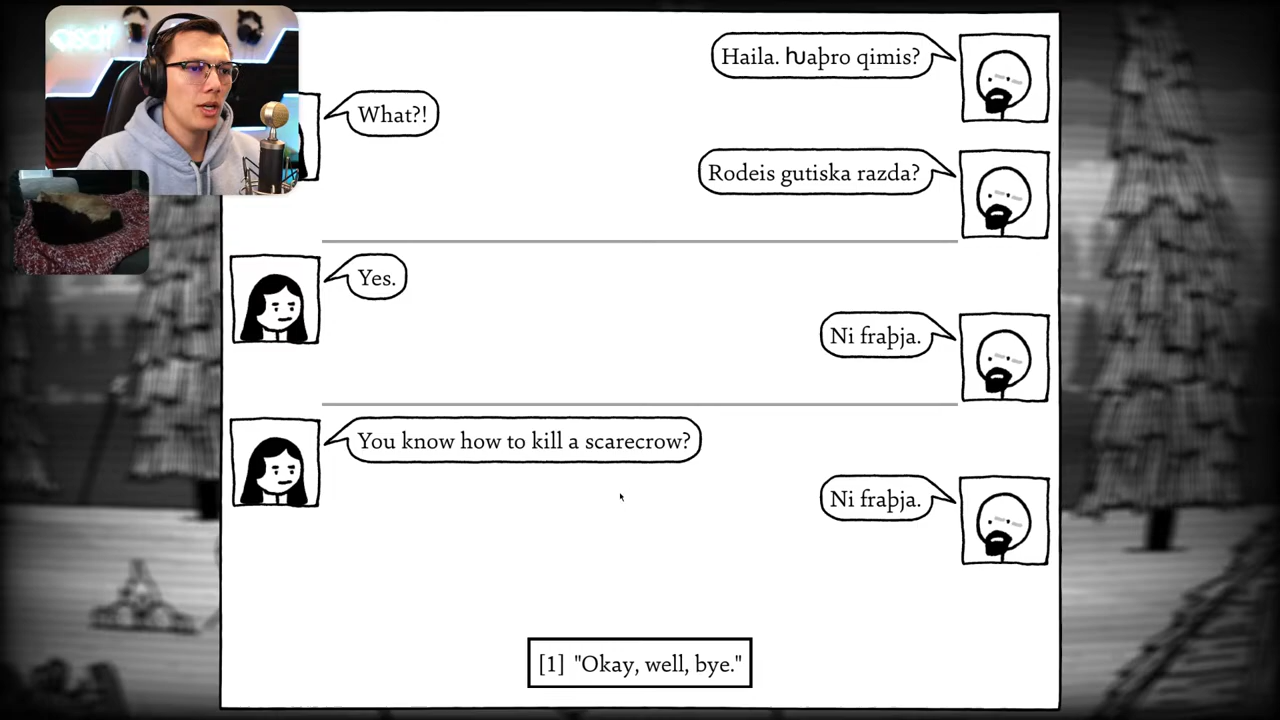 asdf
Haila. ƕaþro qimis?
What?!
Rodeis gutiska razda?
Yes.
Ni fraþja.
You know how to kill a scarecrow?
Ni fraþja.
[1] "Okay, well, bye."